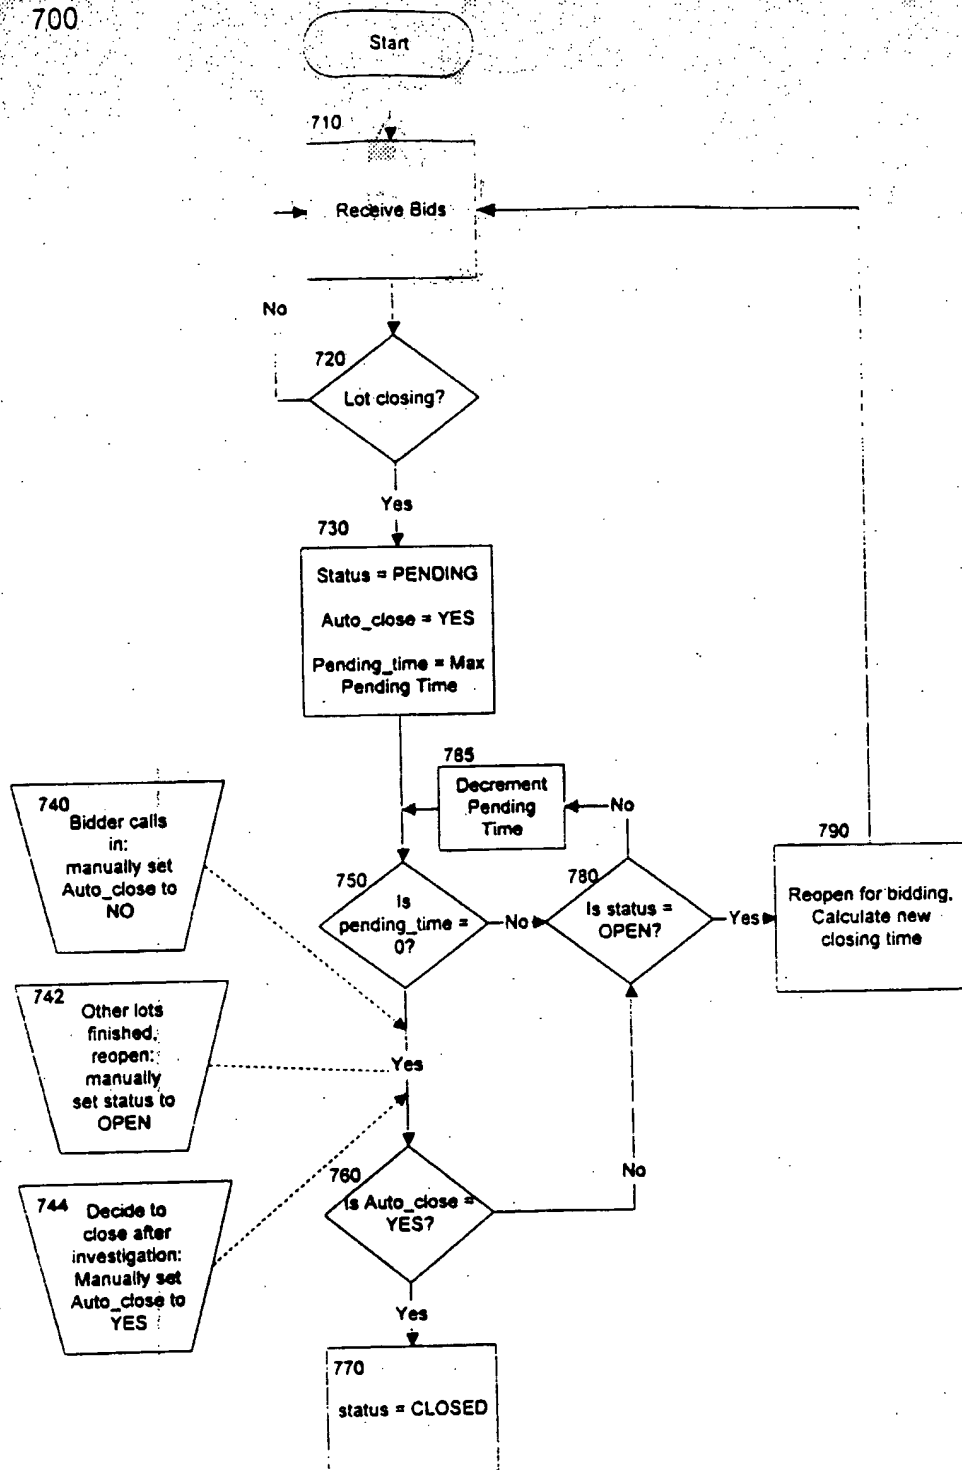 700
Start
710
Receive Bids
No
720
Lot closing?
Yes
730
Status = PENDING
Auto_close = YES
Pending_time = Max
Pending Time
785
Decrement
Pending
Time
No
740
Bidder calls
in:
manually set
Auto_close to
NO
750
Is
pending_time =
0?
No
780
Is status =
OPEN?
Yes
790
Reopen for bidding,
Calculate new
closing time
742
Other lots
finished,
reopen:
manually
set status to
OPEN
Yes
744
Decide to
close after
investigation:
Manually set
Auto_close to
YES
760
Is Auto_close =
YES?
No
Yes
770
status = CLOSED